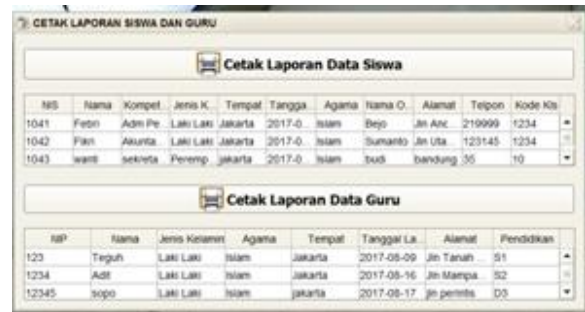 CETAK LAPORAN SISWA DAN GURU
Cetak Laporan Data Siswa
NIS Nama Kompet... Jenis K... Tempat Tangga... Agama Nama O... Alamat Telpon Kode Kls
1041 Febri Adm Pe... Laki Laki Jakarta 2017-0... Islam Bejo Jln Anc... 219999 1234
1042 Fikri Akunta... Laki Laki Jakarta 2017-0... Islam Sumanto Jln Uta... 123145 1234
1043 wanti sekreta... Peremp... jakarta 2017-0... Islam budi bandung 35 10
Cetak Laporan Data Guru
NIP Nama Jenis Kelamin Agama Tempat Tanggal La... Alamat Pendidikan
123 Teguh Laki Laki Islam Jakarta 2017-08-09 Jln Tanah ... S1
1234 Adit Laki Laki Islam Jakarta 2017-08-16 Jln Mampa... S2
12345 sopo Laki Laki Islam jakarta 2017-08-17 jln perintis D3